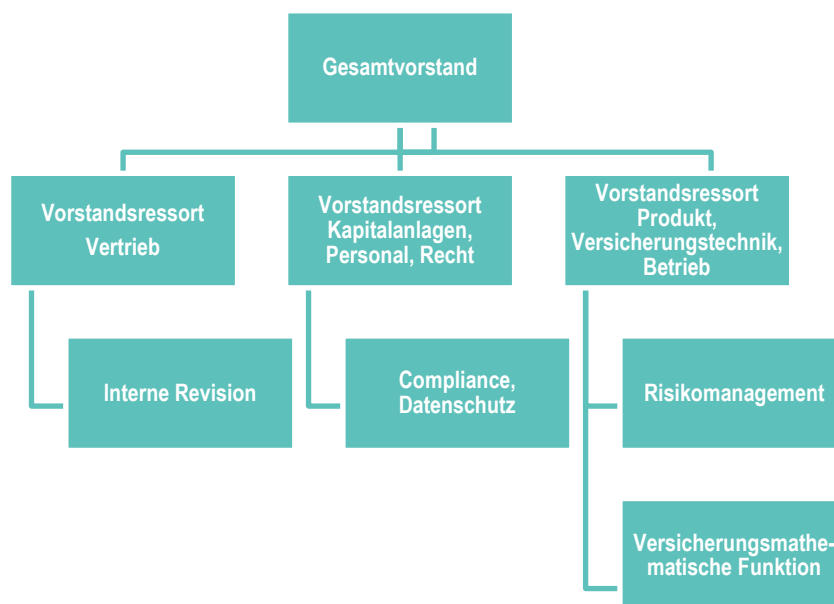 Gesamtvorstand
Vorstandsressort
Vertrieb
Vorstandsressort
Kapitalanlagen,
Personal, Recht
Vorstandsressort
Produkt,
Versicherungstechnik,
Betrieb
Interne Revision
Compliance,
Datenschutz
Risikomanagement
Versicherungsmathe-
matische Funktion